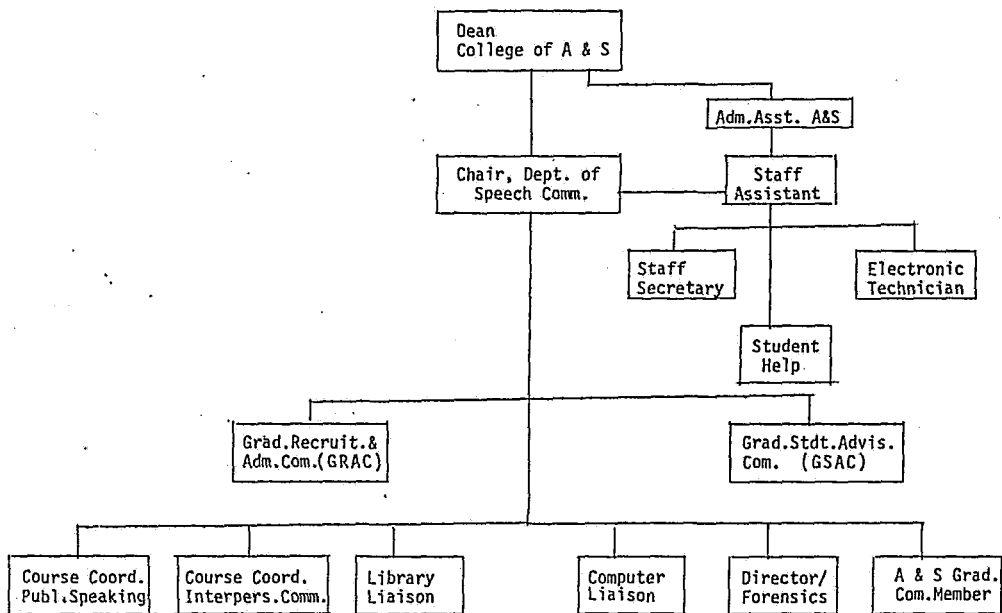 Dean
College of A & S
Adm.Asst. A&S
Chair, Dept. of
Speech Comm.
Staff
Assistant
Staff
Secretary
Electronic
Technician
Student
Help
Grad.Recruit.&
Adm.Com.(GRAC)
Grad.Stdt.Advis.
Com. (GSAC)
Course Coord.
Publ.Speaking
Course Coord.
Interpers.Comm.
Library
Liaison
Computer
Liaison
Director/
Forensics
A & S Grad.
Com.Member